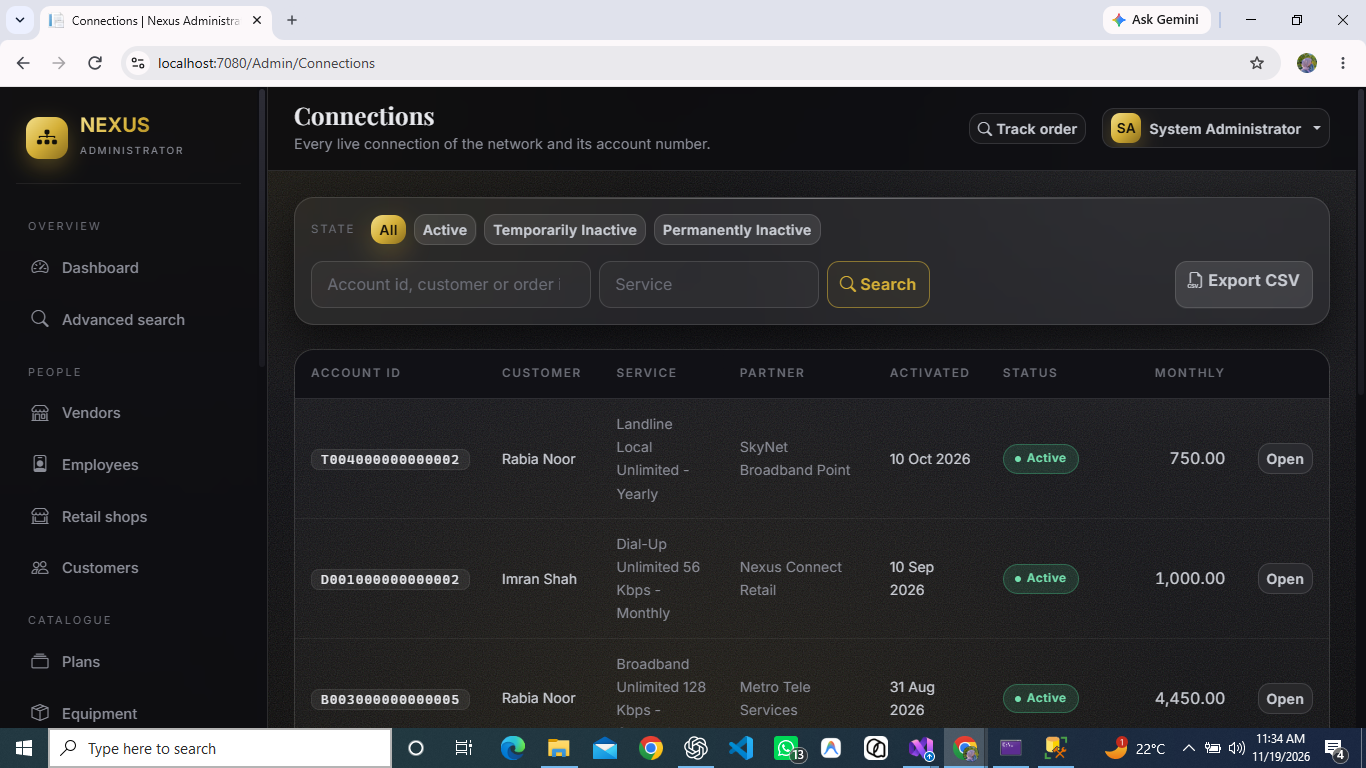 Connections | Nexus Administra
Ask Gemini
localhost:7080/Admin/Connections
NEXUS
ADMINISTRATOR
OVERVIEW
Dashboard
Advanced search
PEOPLE
Vendors
Employees
Retail shops
Customers
CATALOGUE
Plans
Equipment
Connections
Every live connection of the network and its account number.
Track order
SA System Administrator
STATE All Active Temporarily Inactive Permanently Inactive
Account id, customer or order i Service Search Export CSV
ACCOUNT ID CUSTOMER SERVICE PARTNER ACTIVATED STATUS MONTHLY
T004000000000002 Rabia Noor Landline Local Unlimited - Yearly SkyNet Broadband Point 10 Oct 2026 Active 750.00 Open
D001000000000002 Imran Shah Dial-Up Unlimited 56 Kbps - Monthly Nexus Connect Retail 10 Sep 2026 Active 1,000.00 Open
B003000000000005 Rabia Noor Broadband Unlimited 128 Kbps - Metro Tele Services 31 Aug 2026 Active 4,450.00 Open
Type here to search
13
1
22°C
11:34 AM
11/19/2026
4